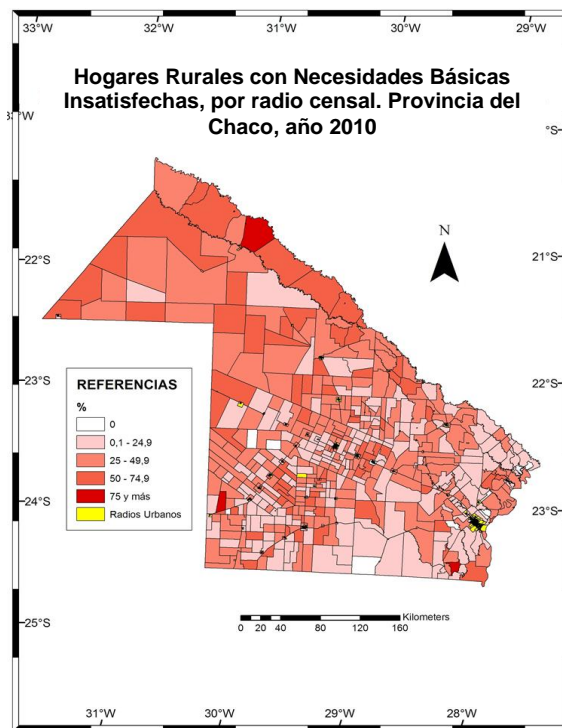 33°W 32°W 31°W 30°W 29°W
Hogares Rurales con Necesidades Básicas
Insatisfechas, por radio censal. Provincia del
Chaco, año 2010
°W
°S
N
22°S
21°S
23°S
22°S
REFERENCIAS
%
0
0,1 - 24,9
25 - 49,9
50 - 74,9
75 y más
Radios Urbanos
24°S
23°S
Kilometers
0 20 40 80 120 160
25°S
31°W 30°W 29°W 28°W